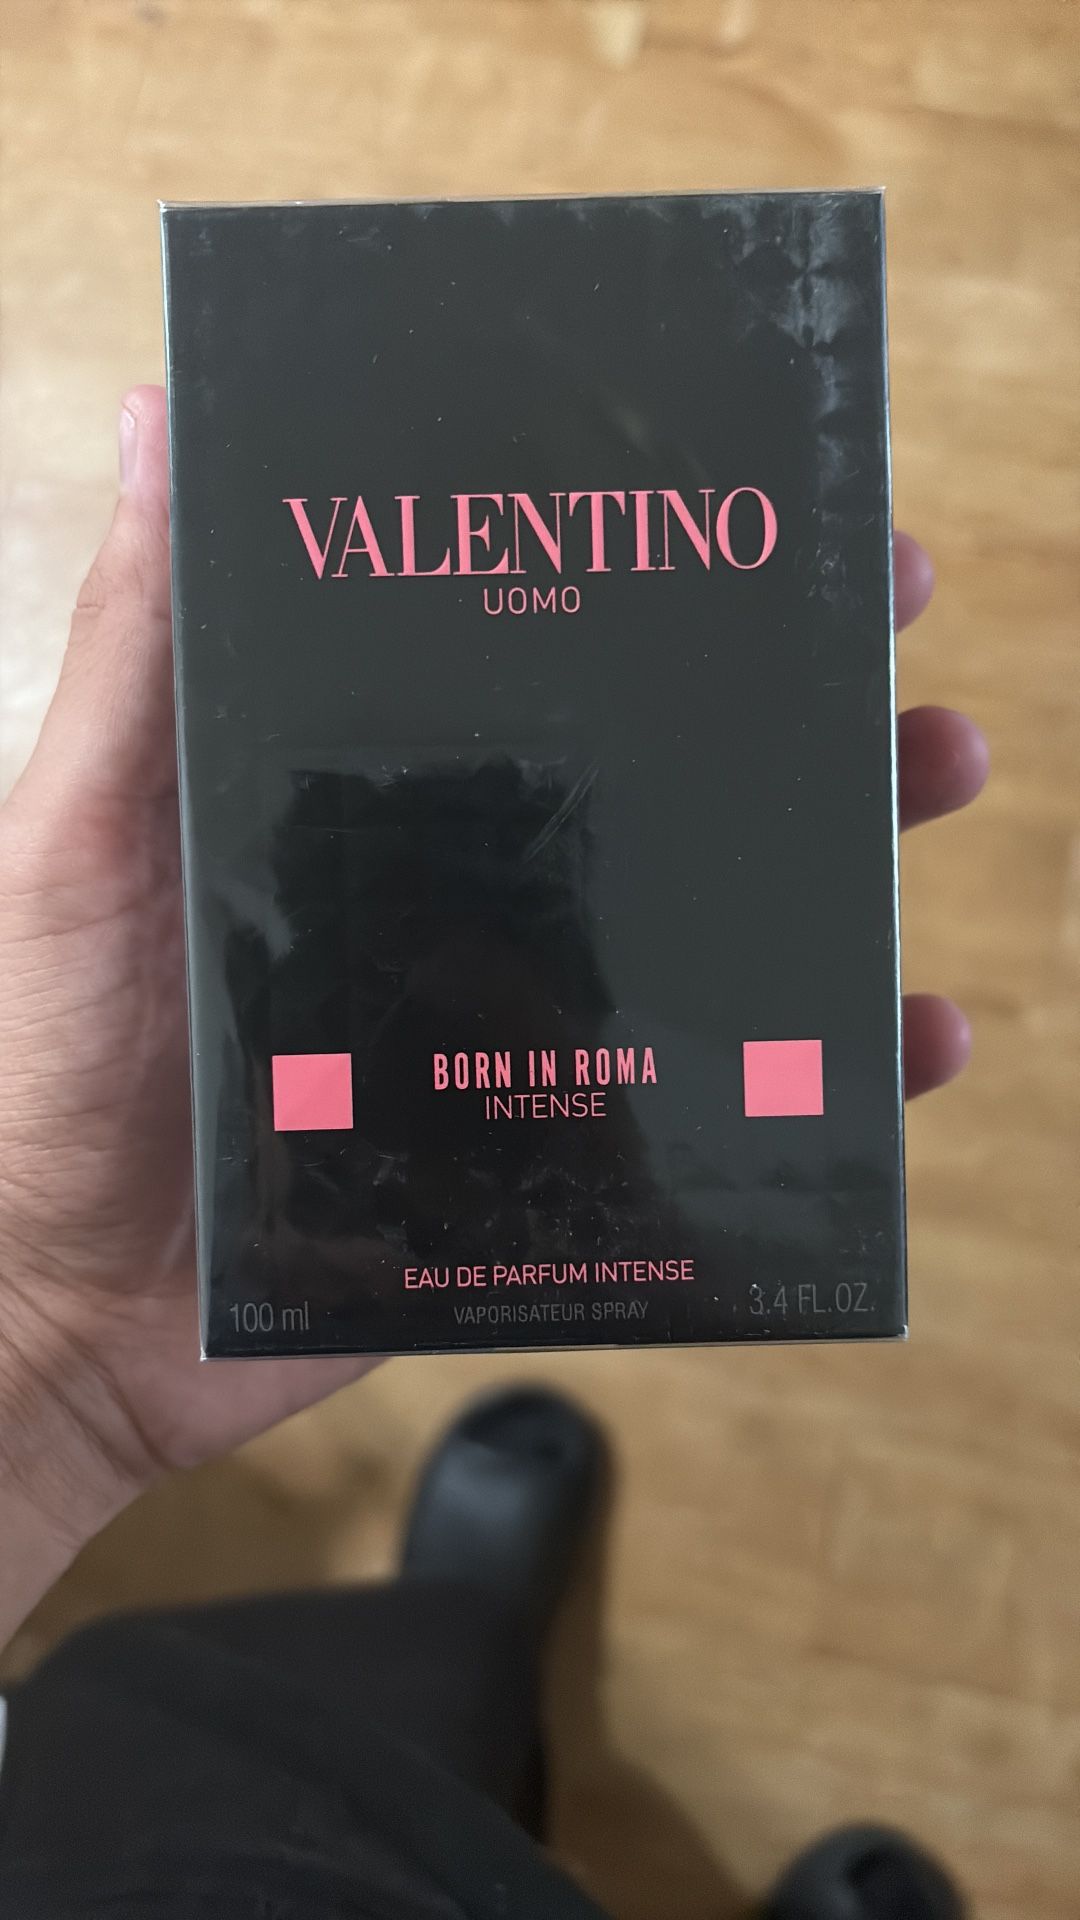 VALENTINO
UOMO
BORN IN ROMA
INTENSE
EAU DE PARFUM INTENSE
100 ml
VAPORISATEUR SPRAY
3.4 FL.OZ.